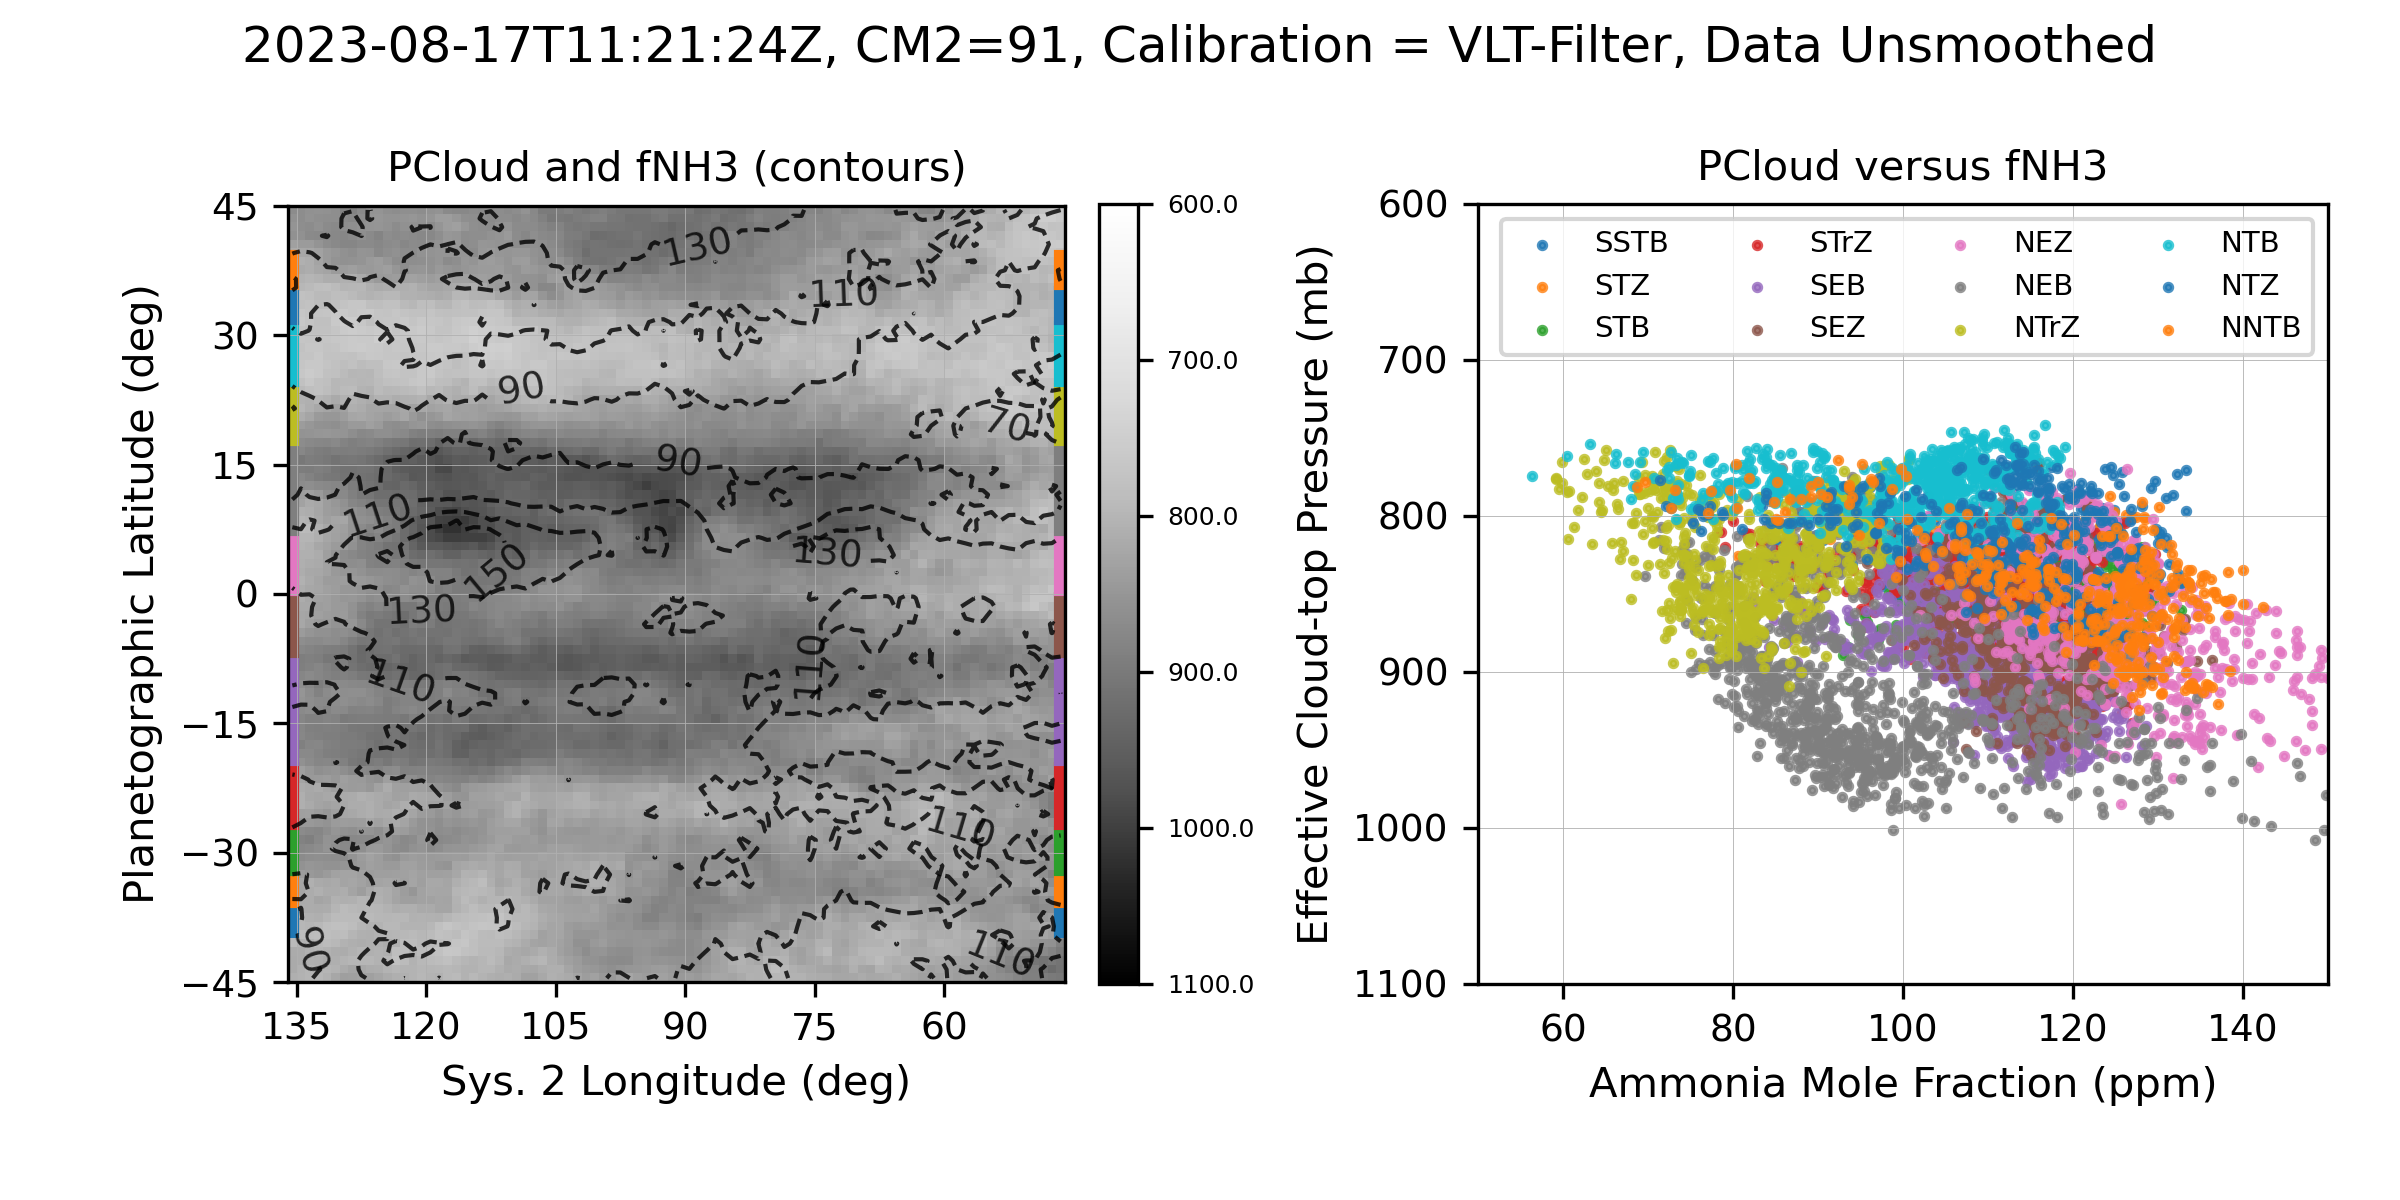 2023-08-17T11:21:24Z, CM2=91, Calibration = VLT-Filter, Data Unsmoothed
PCloud and fNH3 (contours)
Planetographic Latitude (deg)
45
30
15
0
−15
−30
−45
130
110
90
70
90
110
130
150
130
110
110
110
90
110
135
120
105
90
75
60
Sys. 2 Longitude (deg)
600.0
700.0
800.0
900.0
1000.0
1100.0
PCloud versus fNH3
Effective Cloud-top Pressure (mb)
600
700
800
900
1000
1100
SSTB
STZ
STB
STrZ
SEB
SEZ
NEZ
NEB
NTrZ
NTB
NTZ
NNTB
60
80
100
120
140
Ammonia Mole Fraction (ppm)